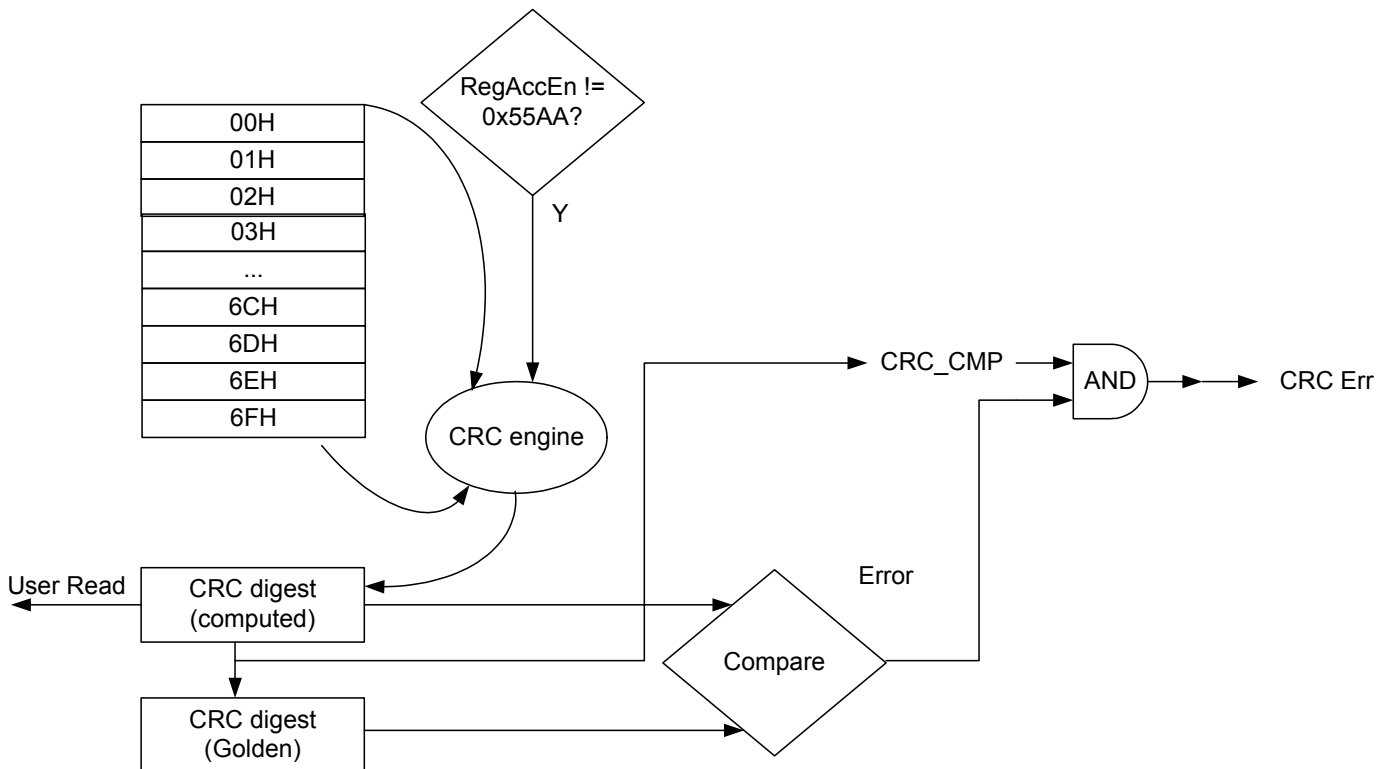 RegAccEn !=
0x55AA?
Y
00H
01H
02H
03H
...
6CH
6DH
6EH
6FH
CRC engine
CRC_CMP
AND
CRC Err
User Read
CRC digest
(computed)
Error
Compare
CRC digest
(Golden)